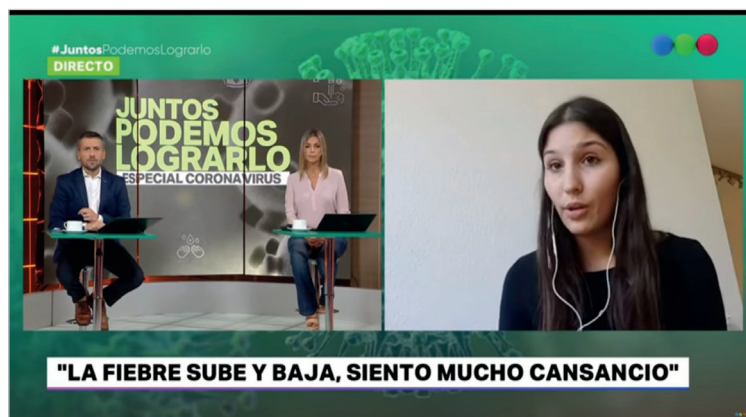 #JuntosPodemosLograrlo
DIRECTO
JUNTOS
PODEMOS
LOGRARLO
ESPECIAL CORONAVIRUS
"LA FIEBRE SUBE Y BAJA, SIENTO MUCHO CANSANCIO"